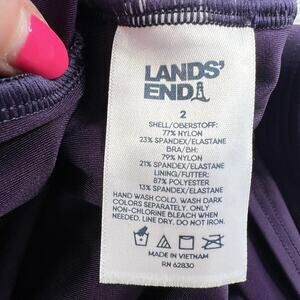 LANDS'
END
2
SHELL/OBERSTOFF:
77% NYLON
23% SPANDEX/ELASTANE
BRA/BH:
79% NYLON
21% SPANDEX/ELASTANE
LINING/FUTTER:
87% POLYESTER
13% SPANDEX/ELASTANE
HAND WASH COLD, WASH DARK
COLORS SEPARATELY, ONLY
NON-CHLORINE BLEACH WHEN
NEEDED, LINE DRY, DO NOT IRON.
MADE IN VIETNAM
RN 62830